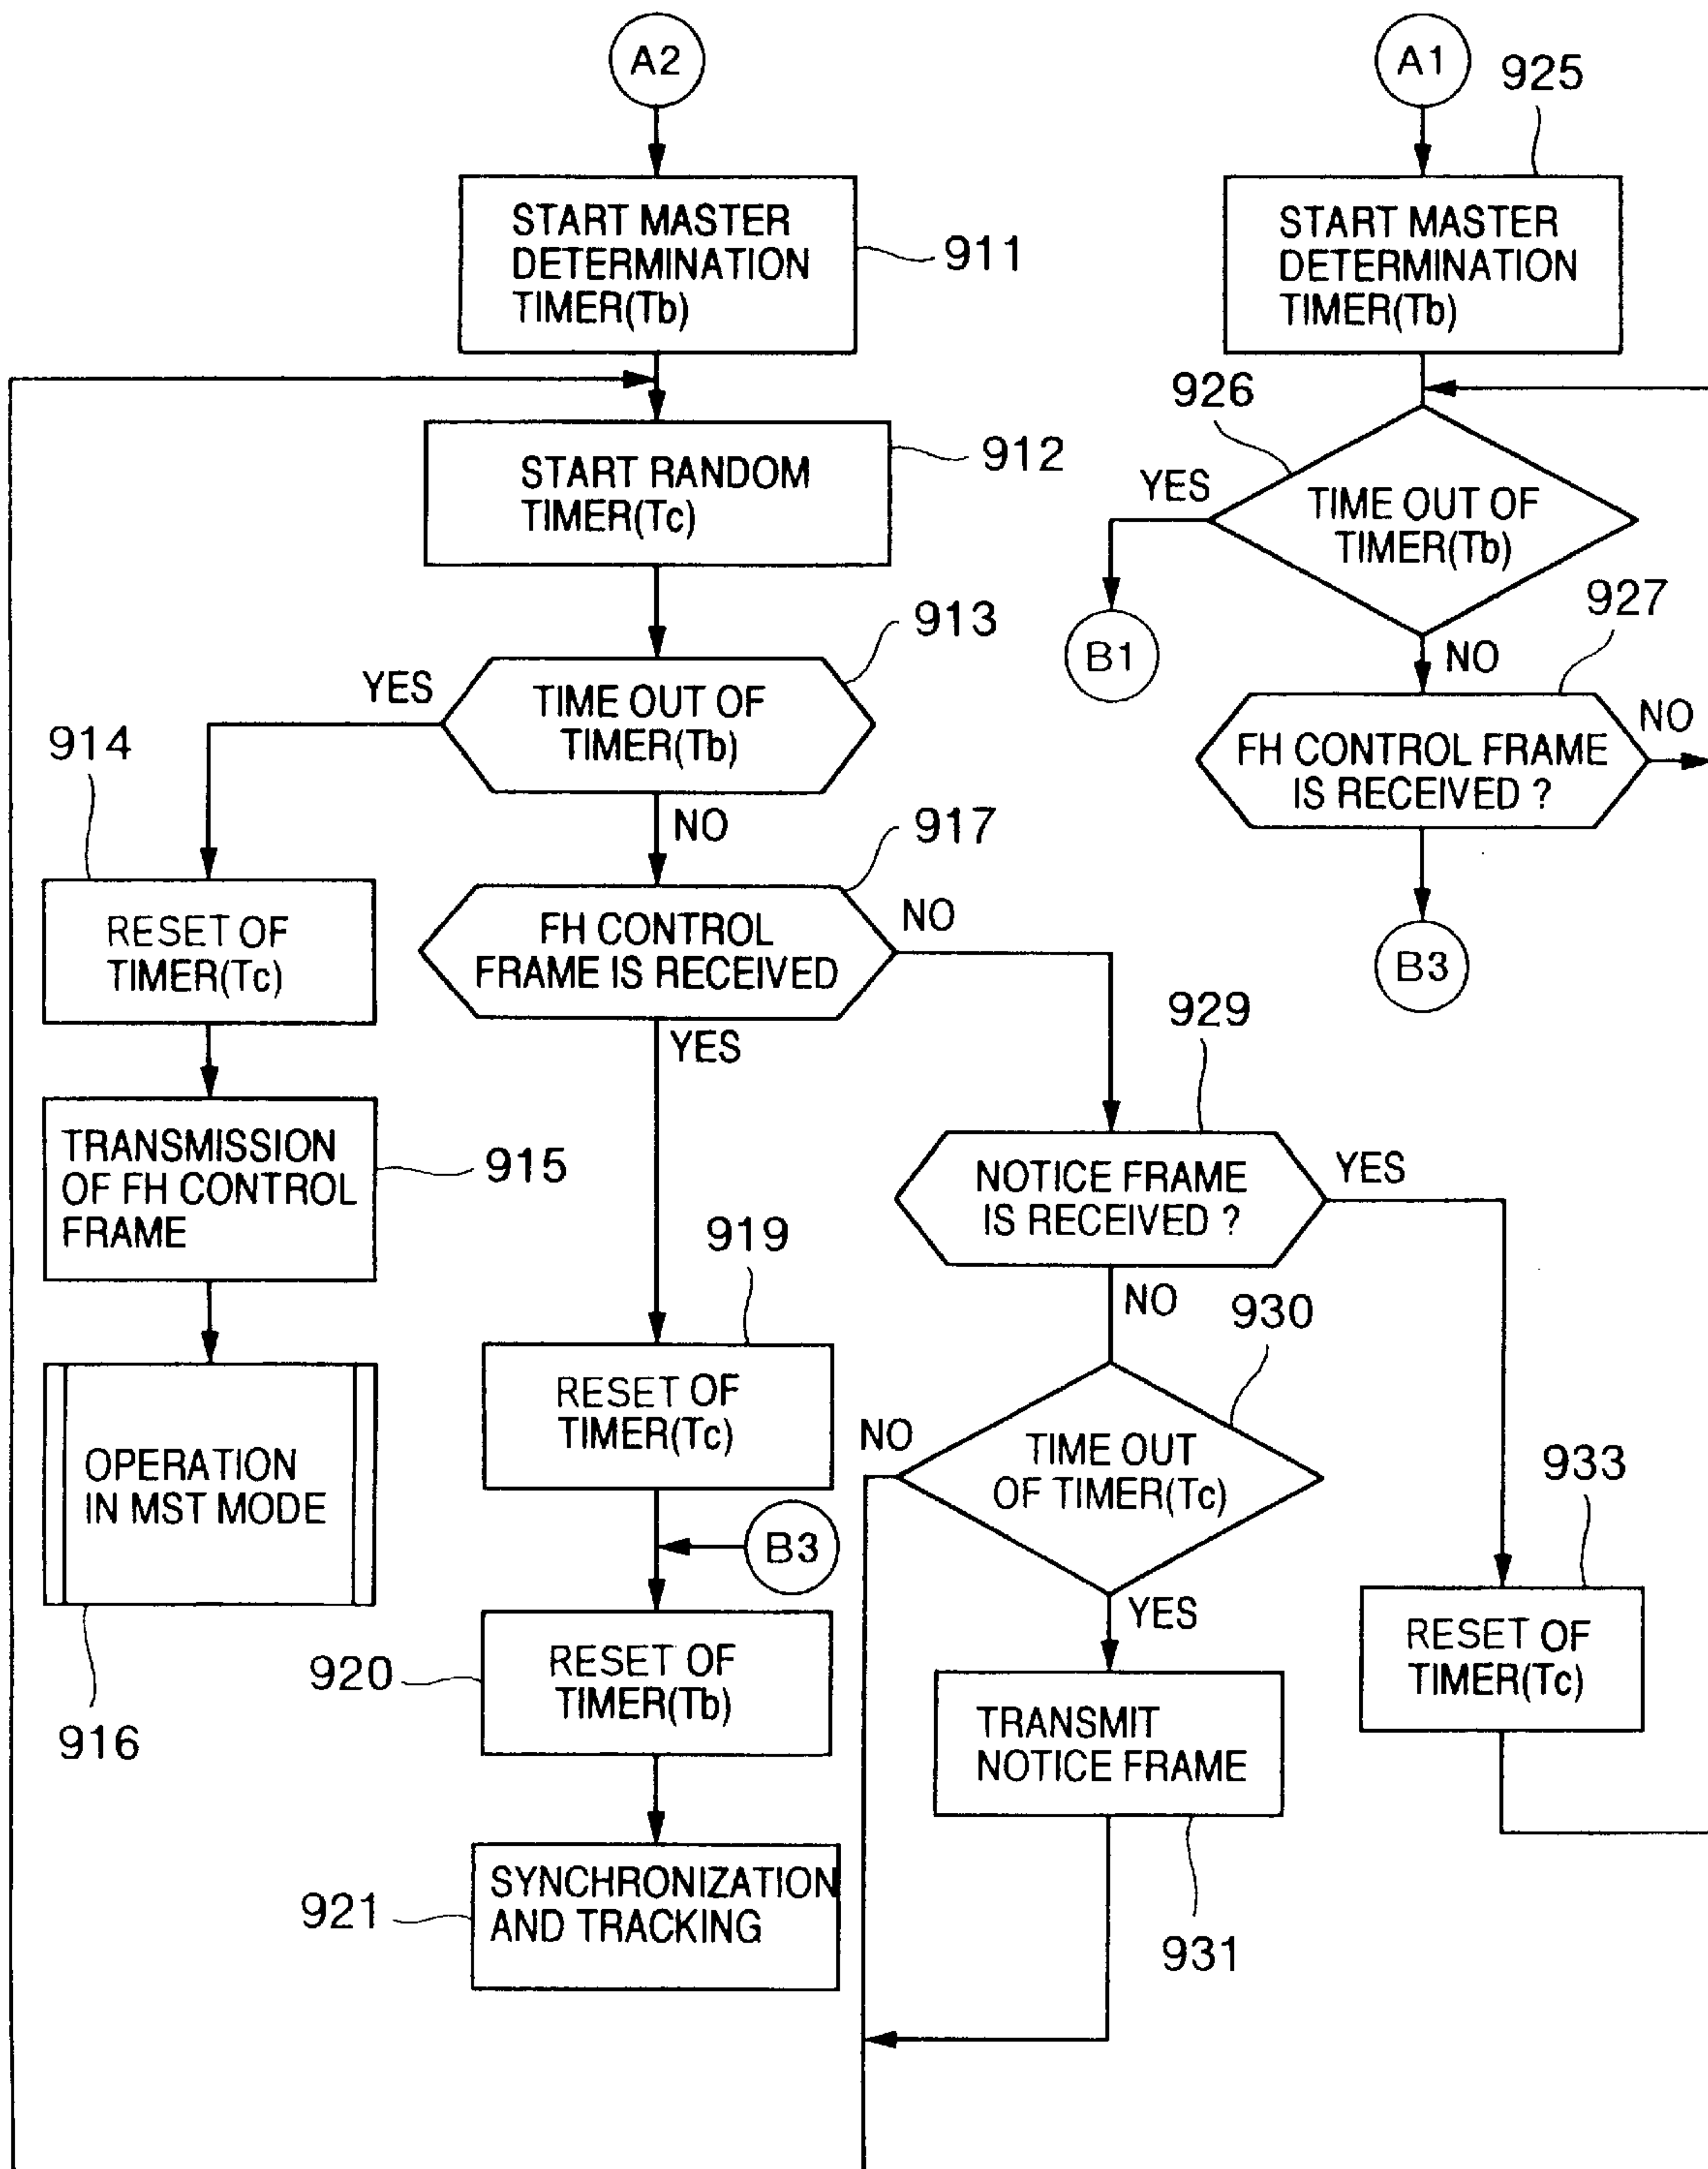 A2
START MASTER
DETERMINATION
TIMER(Tb)
911
START RANDOM
TIMER(Tc)
912
913
YES
TIME OUT OF
TIMER(Tb)
NO
914
RESET OF
TIMER(Tc)
TRANSMISSION
OF FH CONTROL
FRAME
915
OPERATION
IN MST MODE
916
917
FH CONTROL
FRAME IS RECEIVED
NO
YES
919
RESET OF
TIMER(Tc)
B3
RESET OF
TIMER(Tb)
920
SYNCHRONIZATION
AND TRACKING
921
929
NOTICE FRAME
IS RECEIVED ?
YES
NO
930
NO
TIME OUT
OF TIMER(Tc)
YES
TRANSMIT
NOTICE FRAME
931
933
RESET OF
TIMER(Tc)
A1
925
START MASTER
DETERMINATION
TIMER(Tb)
926
YES
TIME OUT OF
TIMER(Tb)
B1
NO
927
FH CONTROL FRAME
IS RECEIVED ?
NO
B3